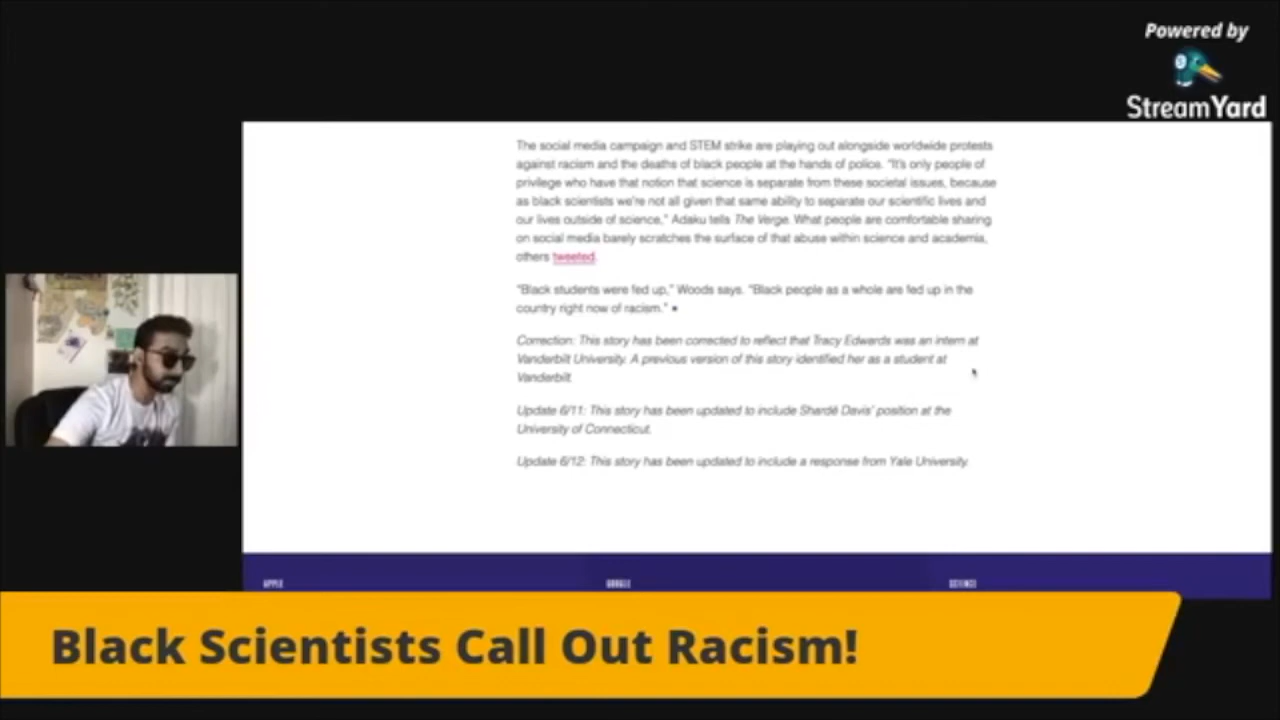 Powered by
StreamYard
The social media campaign and STEM strike are playing out alongside worldwide protests
against racism and the deaths of black people at the hands of police. “It’s only people of
privilege who have that notion that science is separate from these societal issues, because
as black scientists we’re not all given that same ability to separate our scientific lives and
our lives outside of science,” Adaku tells The Verge. What people are comfortable sharing
on social media barely scratches the surface of that abuse within science and academia,
others tweeted.
“Black students were fed up,” Woods says. “Black people as a whole are fed up in the
country right now of racism.”
Correction: This story has been corrected to reflect that Tracy Edwards was an intern at
Vanderbilt University. A previous version of this story identified her as a student at
Vanderbilt.
Update 6/11: This story has been updated to include Shardé Davis’ position at the
University of Connecticut.
Update 6/12: This story has been updated to include a response from Yale University.
APPLE
GOOGLE
SCIENCE
Black Scientists Call Out Racism!